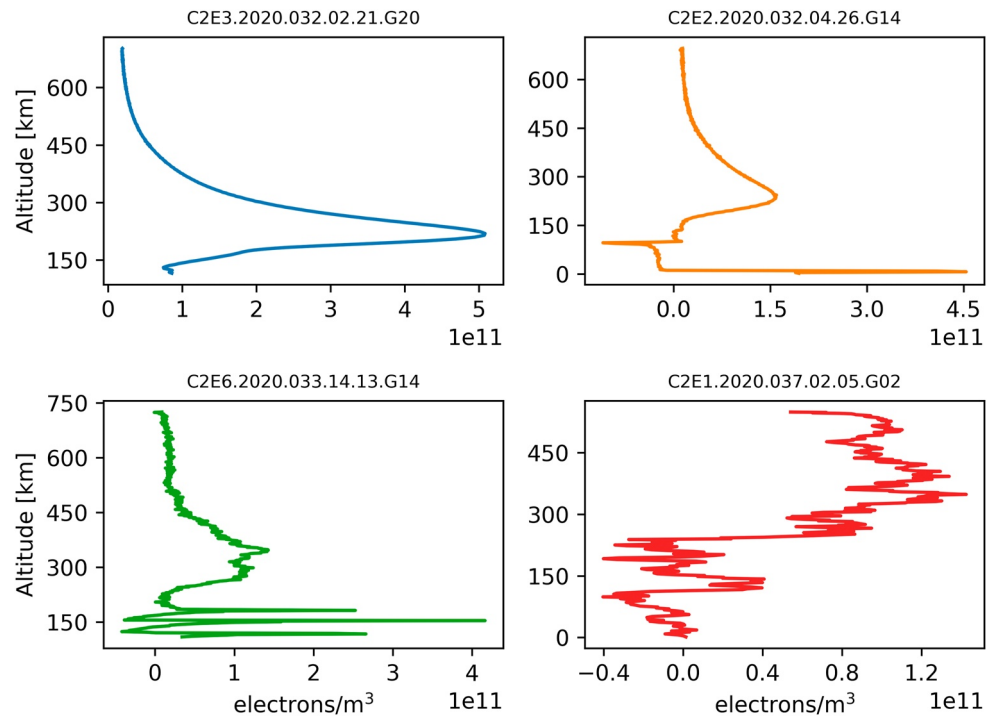 C2E3.2020.032.02.21.G20
C2E2.2020.032.04.26.G14
Altitude [km]
600
450
300
150
0 1 2 3 4 5
1e11
600
450
300
150
0
0.0 1.5 3.0 4.5
1e11
C2E6.2020.033.14.13.G14
C2E1.2020.037.02.05.G02
Altitude [km]
750
600
450
300
150
0 1 2 3 4
1e11
electrons/m³
450
300
150
0
−0.4 0.0 0.4 0.8 1.2
1e11
electrons/m³